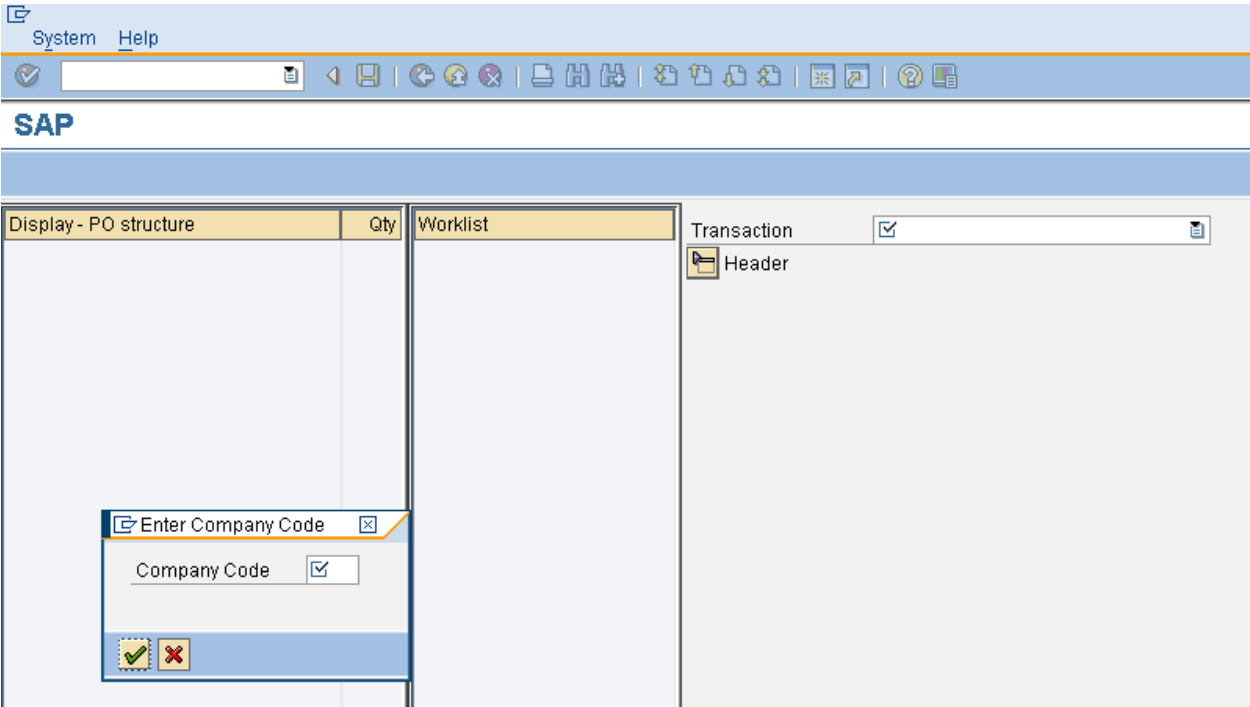 System Help
SAP
Display - PO structure Qty Worklist
Transaction
Header
Enter Company Code
Company Code